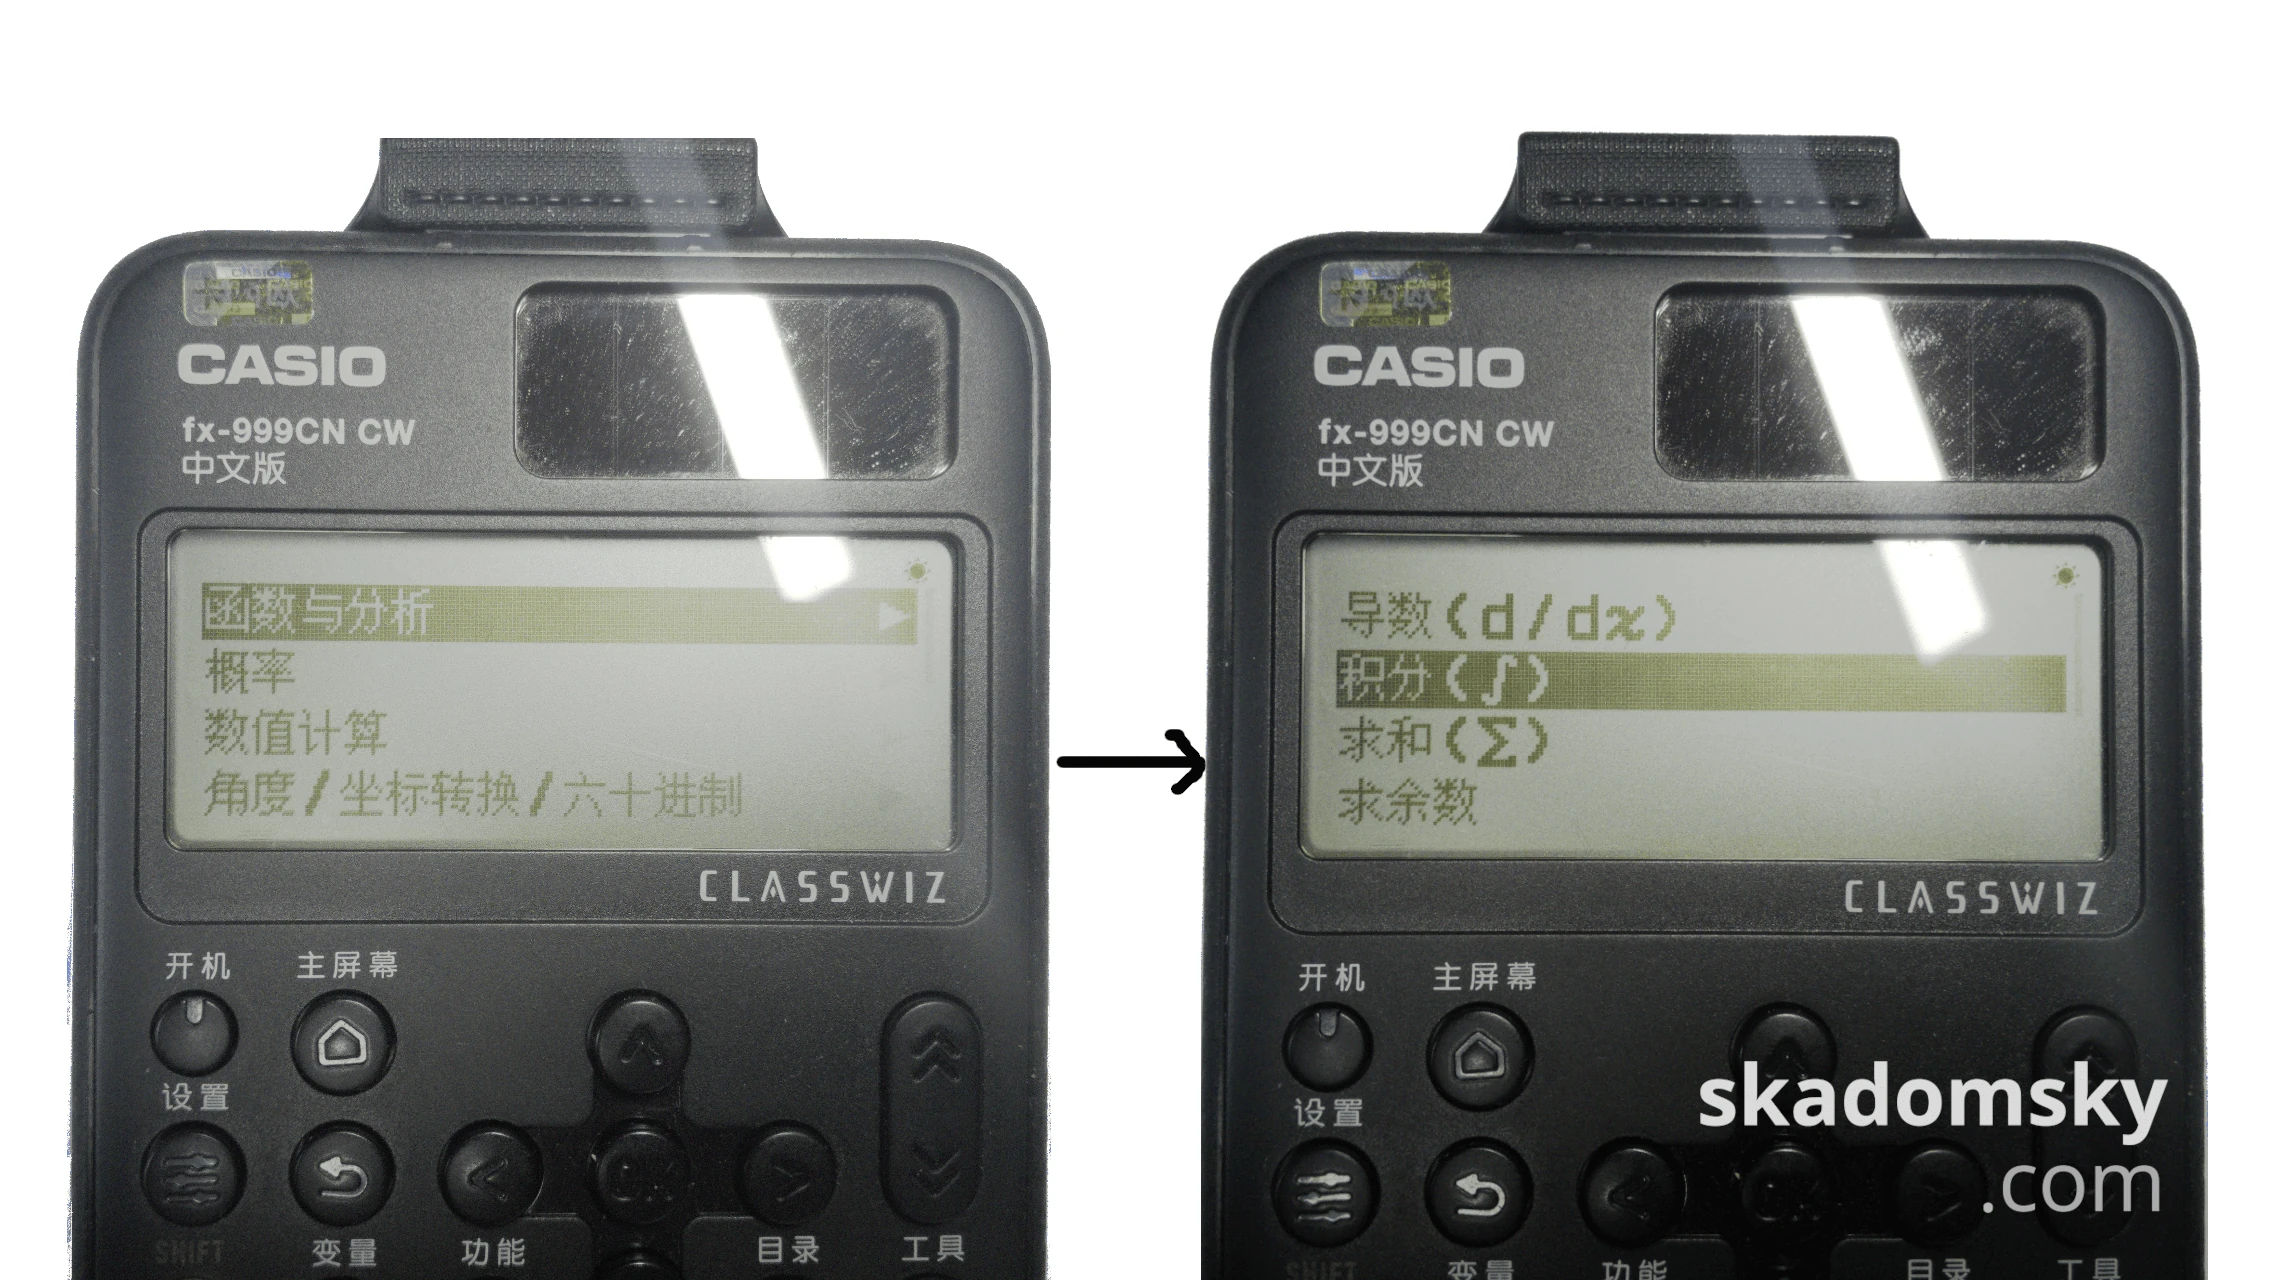 CASIO
fx-999CN CW
中文版
函数与分析
概率
数值计算
角度/坐标转换/六十进制
CLASSWIZ
开机 主屏幕
设置
OK
SHIFT 变量 功能 目录 工具
CASIO
fx-999CN CW
中文版
导数(d/dx)
积分(∫)
求和(Σ)
求余数
CLASSWIZ
开机 主屏幕
设置
OK
SHIFT 变量 功能 目录 工具
skadomsky
.com